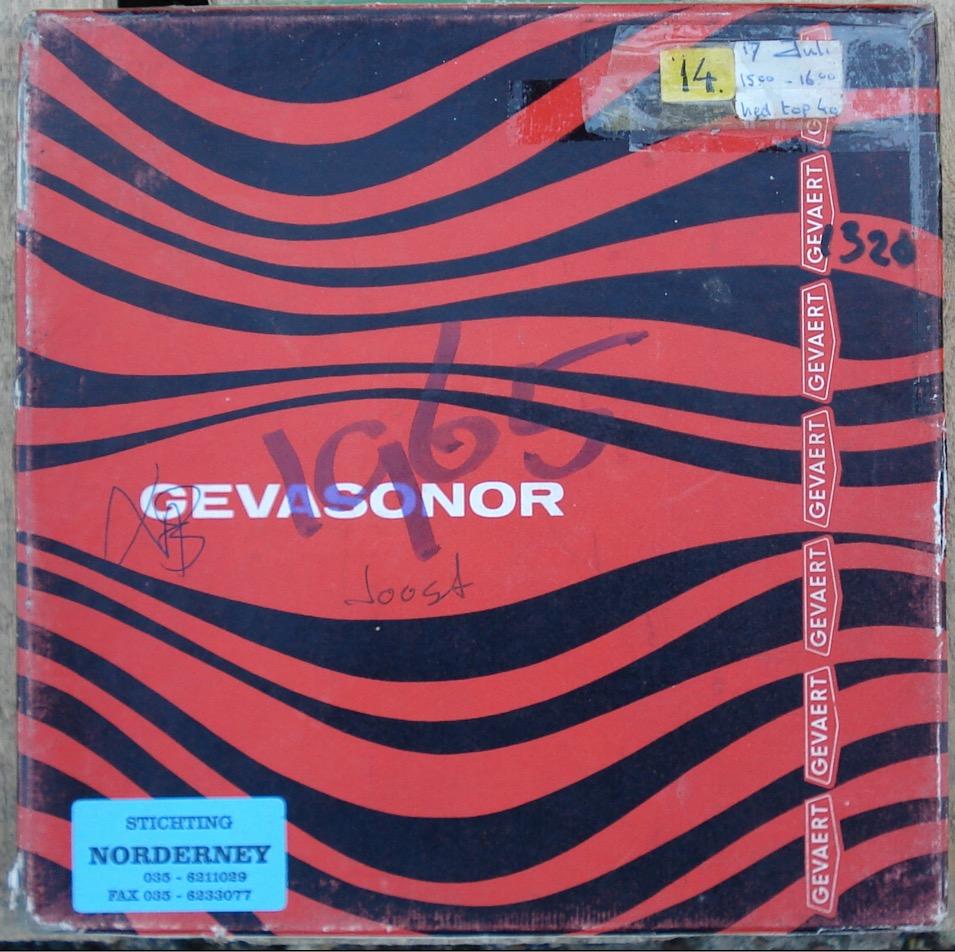 14.
17 Juli
15⁰⁰ - 16⁰⁰
ned top 40
G
GEVAERT
1320
GEVAERT
GEVAERT
GEVAERT
GEVAERT
GEVAERT
1965
GEVASONOR
Joost
STICHTING
NORDERNEY
035 - 6211029
FAX 035 - 6233077